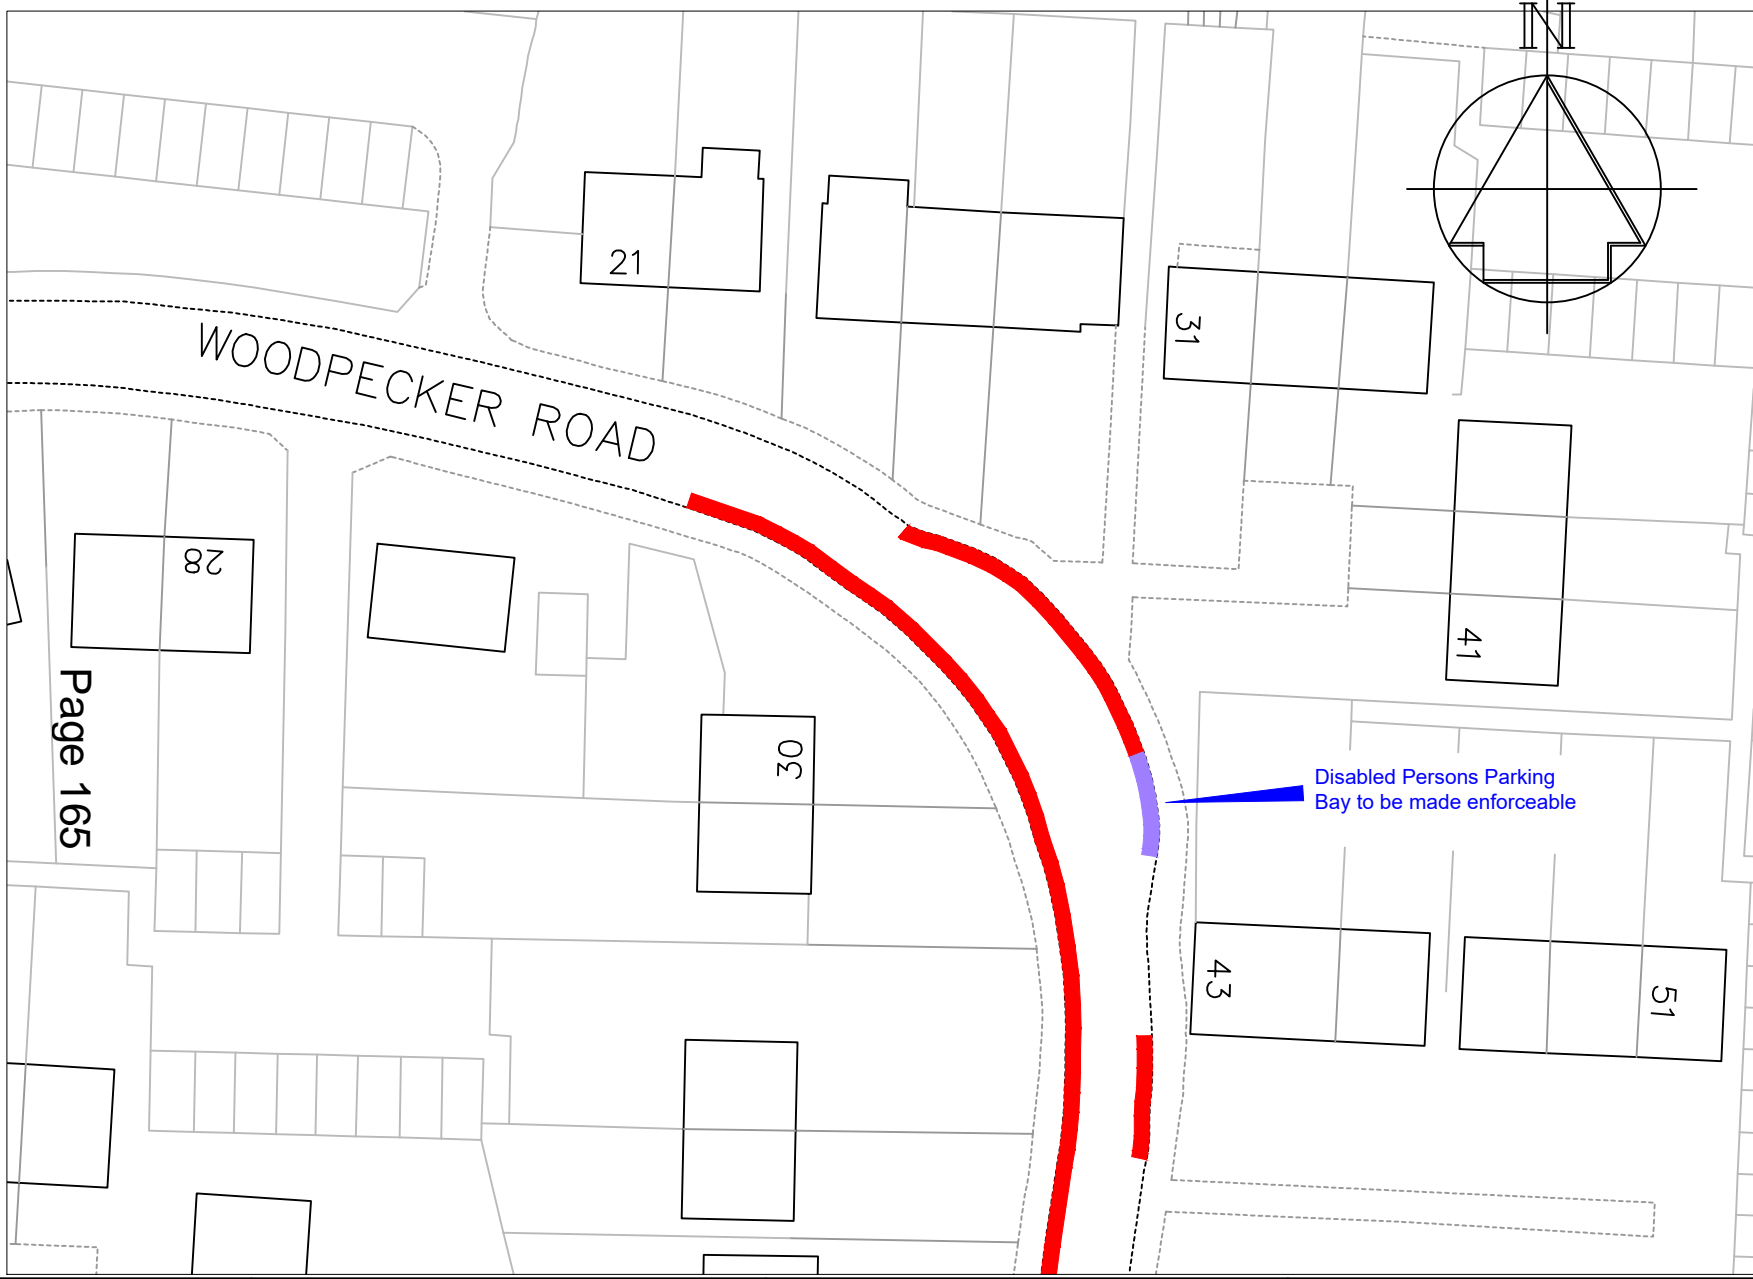 N
21
31
WOODPECKER ROAD
28
41
Page 165
30
Disabled Persons Parking
Bay to be made enforceable
43
51